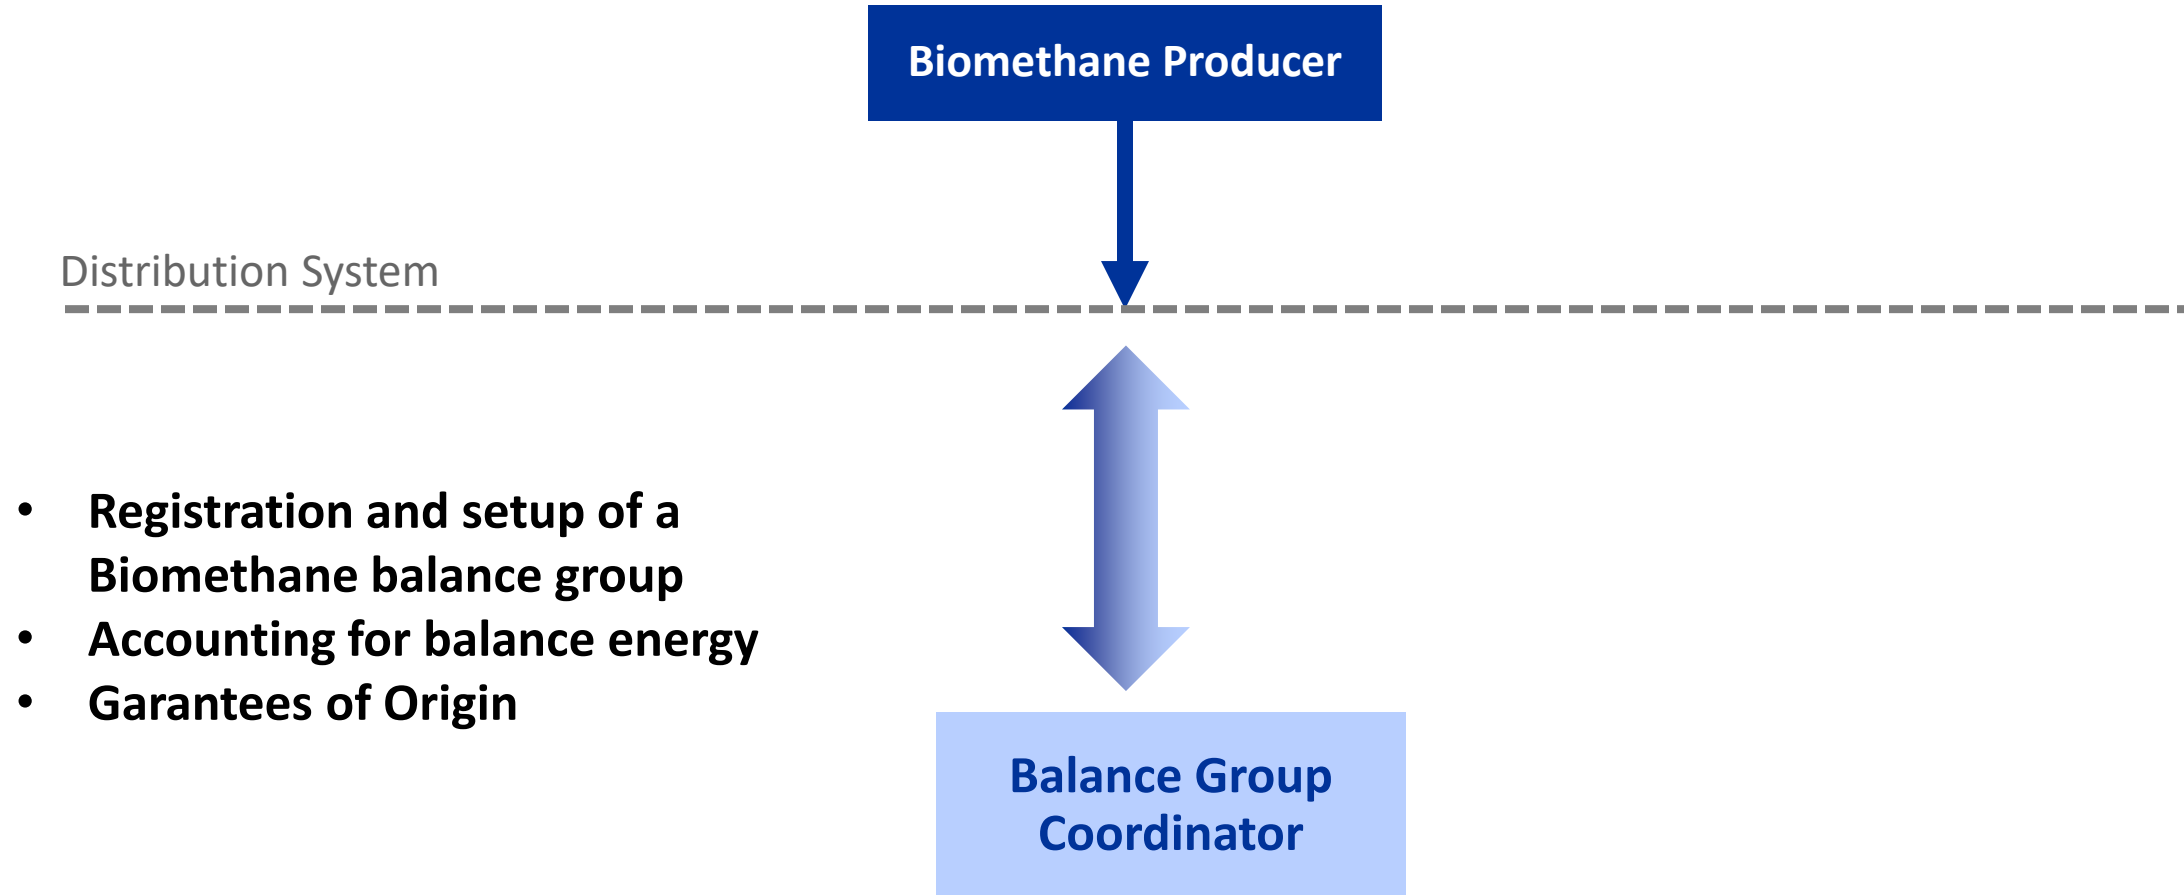 Biomethane Producer
Distribution System
• Registration and setup of a
Biomethane balance group
• Accounting for balance energy
• Garantees of Origin
Balance Group
Coordinator